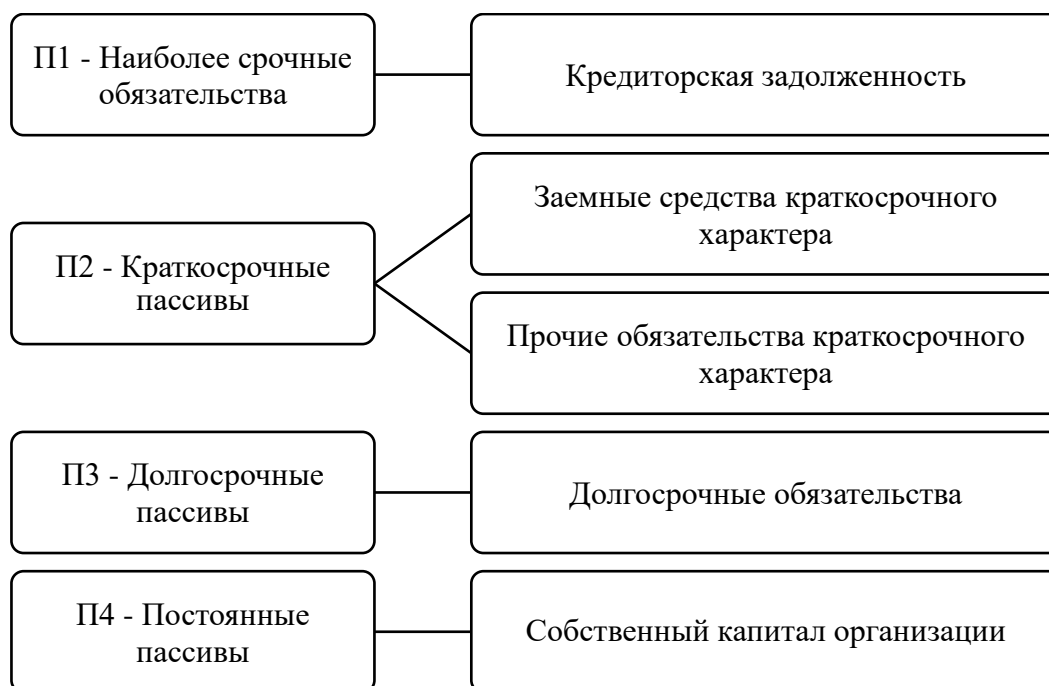 П1 - Наиболее срочные
обязательства
Кредиторская задолженность
Заемные средства краткосрочного
характера
П2 - Краткосрочные
пассивы
Прочие обязательства краткосрочного
характера
П3 - Долгосрочные
пассивы
Долгосрочные обязательства
П4 - Постоянные
пассивы
Собственный капитал организации